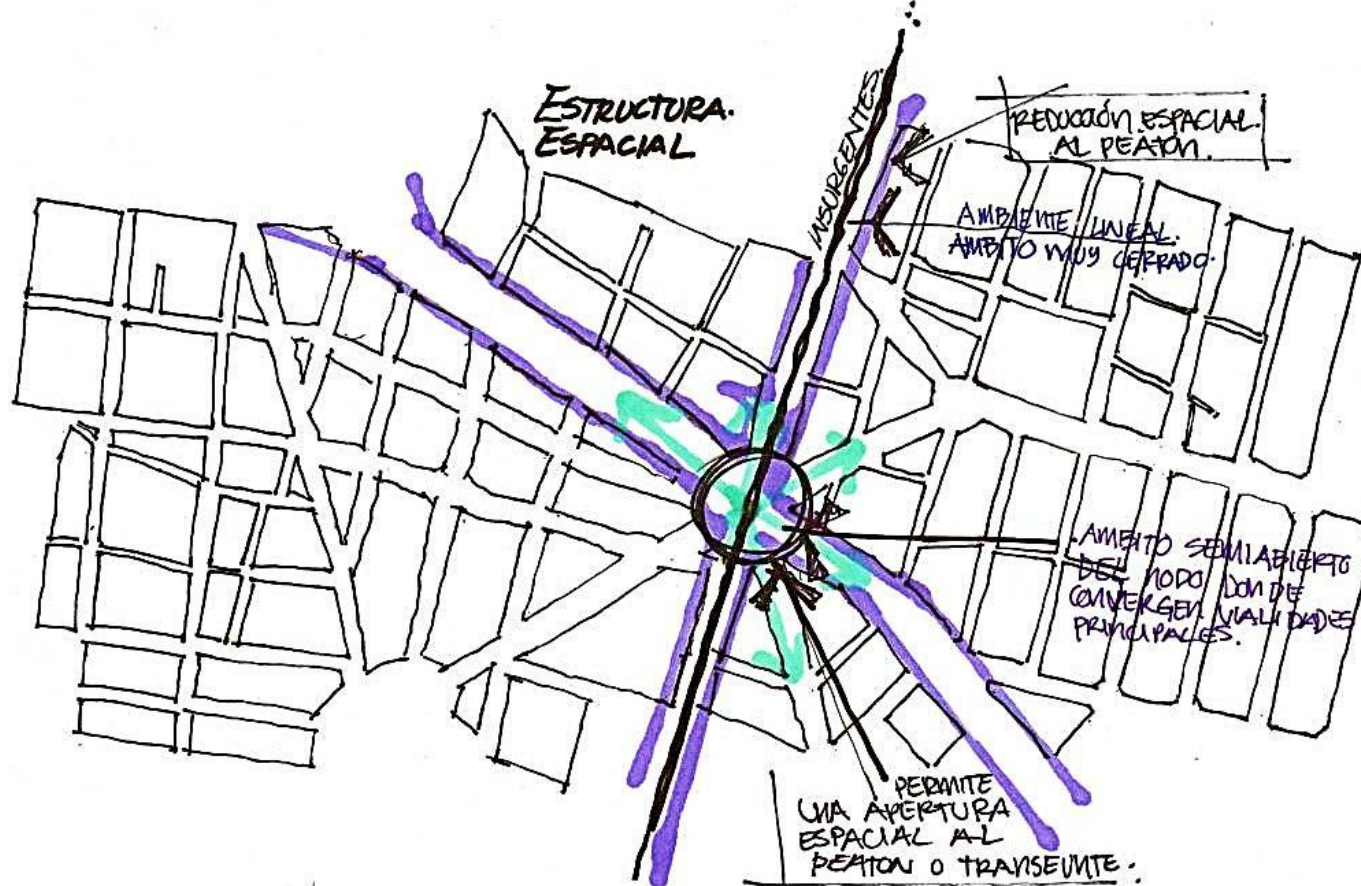 ESTRUCTURA.
ESPACIAL
INSURGENTES.
REDUCCIÓN ESPACIAL.
AL PEATON.
AMBIENTE LINEAL.
AMBITO MUY CERRADO.
AMBITO SEMIABIERTO
DEL NODO DONDE
CONVERGEN VIALIDADES
PRINCIPALES.
PERMITE
UNA APERTURA
ESPACIAL AL
PEATON O TRANSEUNTE.